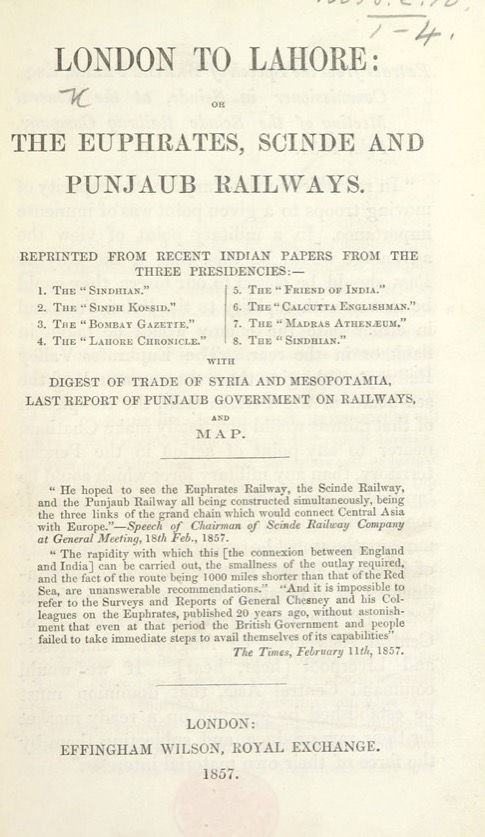 1-4.
LONDON TO LAHORE:
OR
THE EUPHRATES, SCINDE AND
PUNJAUB RAILWAYS.
REPRINTED FROM RECENT INDIAN PAPERS FROM THE
THREE PRESIDENCIES:—
1. THE "SINDHIAN."
2. THE "SINDH KOSSID."
3. THE "BOMBAY GAZETTE."
4. THE "LAHORE CHRONICLE."
5. THE "FRIEND OF INDIA."
6. THE "CALCUTTA ENGLISHMAN."
7. THE "MADRAS ATHENÆUM."
8. THE "SINDHIAN."
WITH
DIGEST OF TRADE OF SYRIA AND MESOPOTAMIA,
LAST REPORT OF PUNJAUB GOVERNMENT ON RAILWAYS,
AND
MAP.
"He hoped to see the Euphrates Railway, the Scinde Railway,
and the Punjaub Railway all being constructed simultaneously, being
the three links of the grand chain which would connect Central Asia
with Europe."—Speech of Chairman of Scinde Railway Company
at General Meeting, 18th Feb., 1857.
"The rapidity with which this [the connexion between England
and India] can be carried out, the smallness of the outlay required,
and the fact of the route being 1000 miles shorter than that of the Red
Sea, are unanswerable recommendations." "And it is impossible to
refer to the Surveys and Reports of General Chesney and his Col-
leagues on the Euphrates, published 20 years ago, without astonish-
ment that even at that period the British Government and people
failed to take immediate steps to avail themselves of its capabilities"
The Times, February 11th, 1857.
LONDON:
EFFINGHAM WILSON, ROYAL EXCHANGE.
1857.